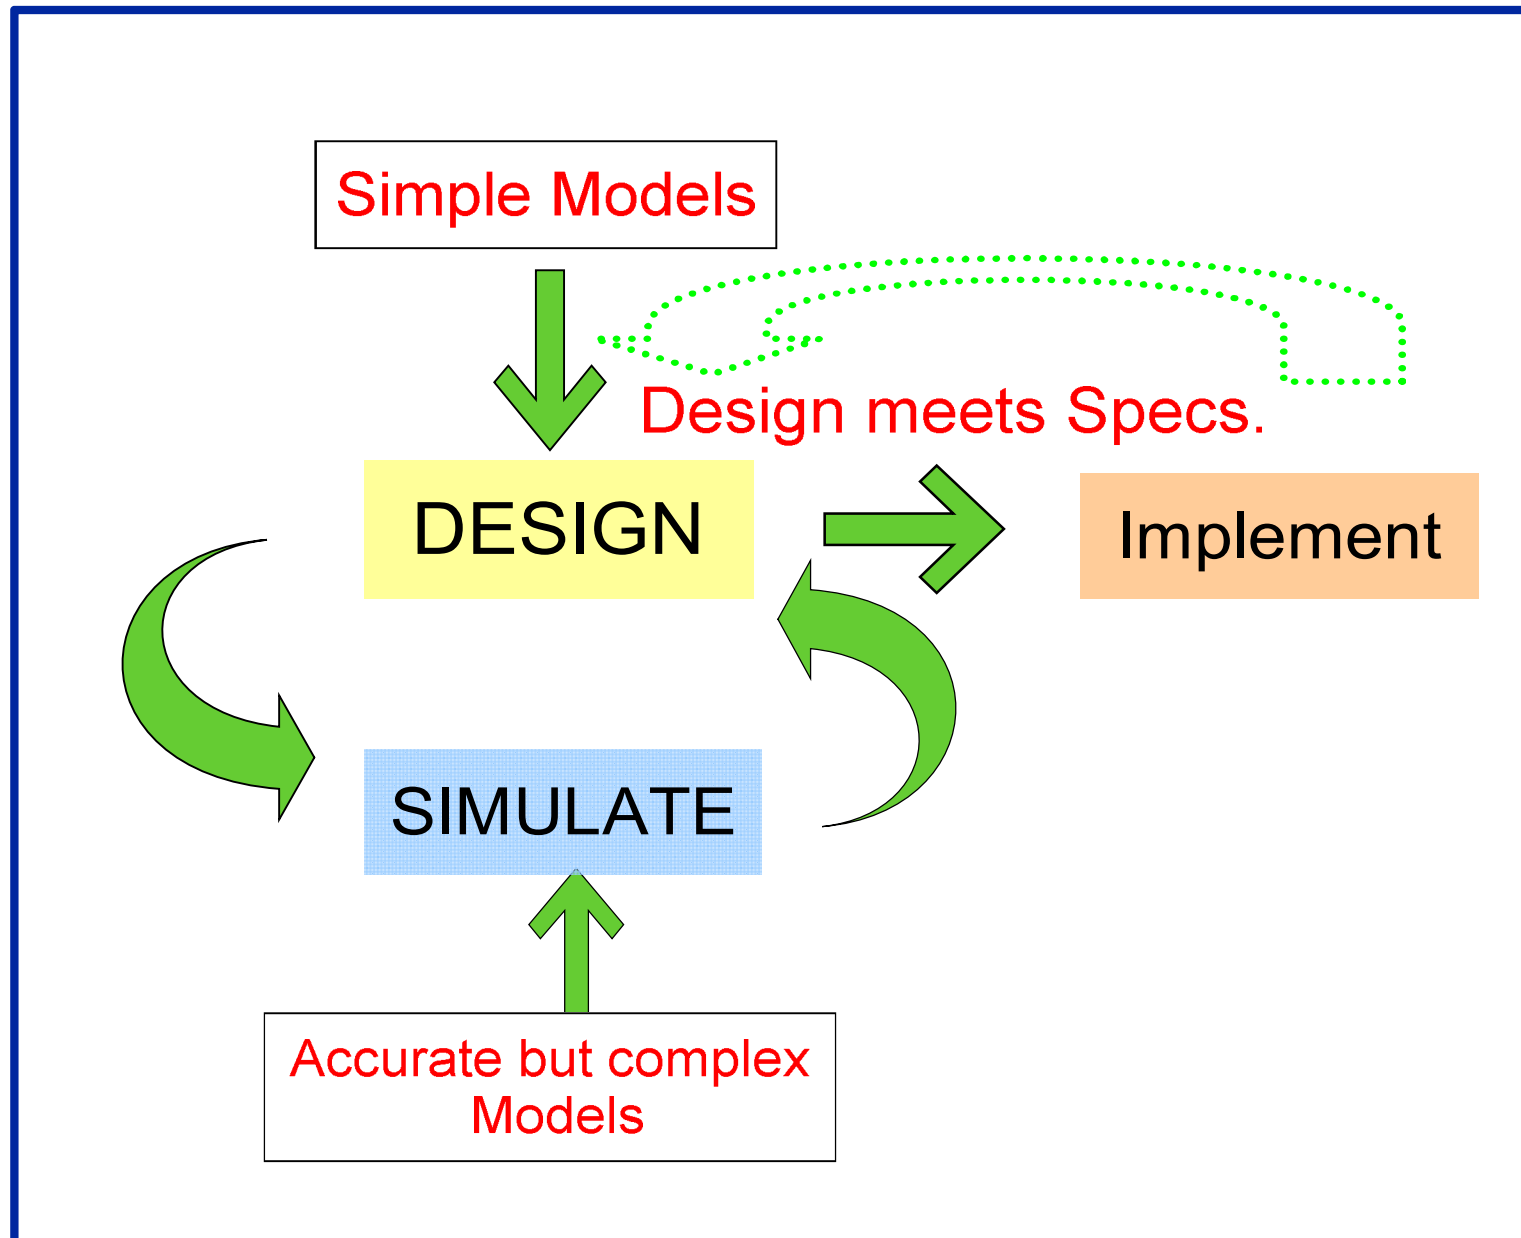 Simple Models
Design meets Specs.
DESIGN
Implement
SIMULATE
Accurate but complex
Models